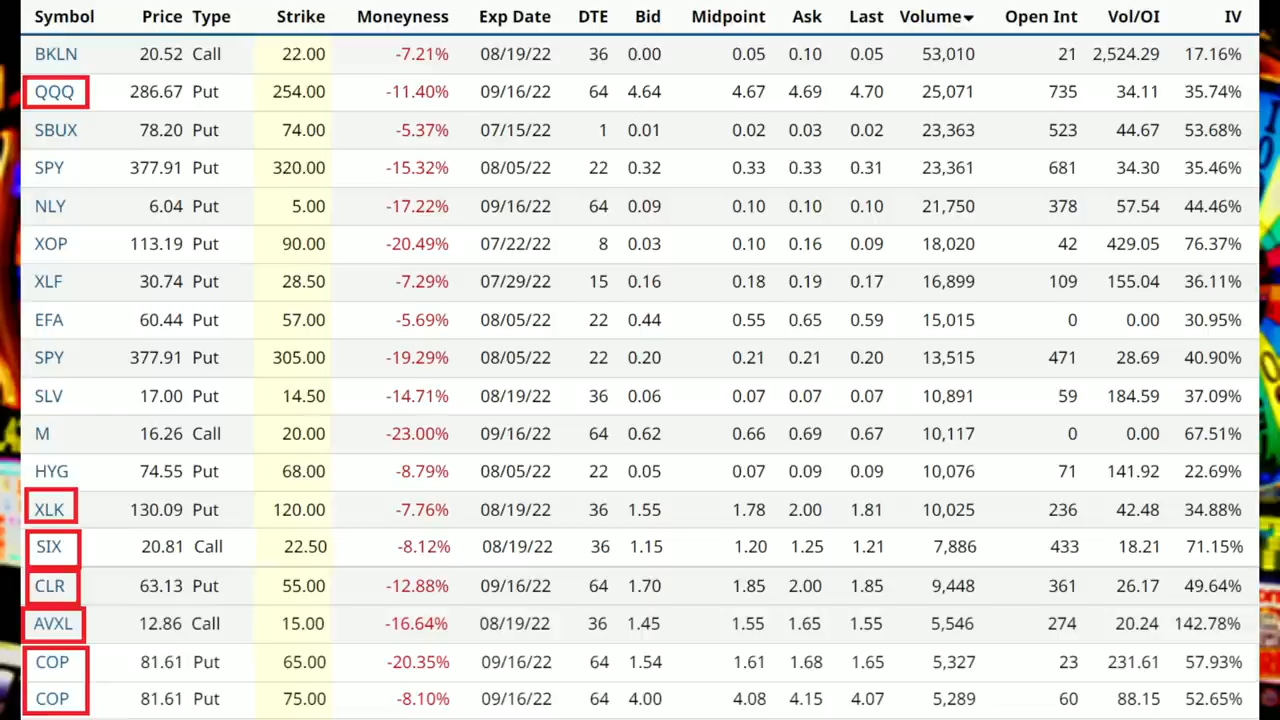 Symbol Price Type Strike Moneyness Exp Date DTE Bid Midpoint Ask Last Volume Open Int Vol/OI IV
BKLN 20.52 Call 22.00 -7.21% 08/19/22 36 0.00 0.05 0.10 0.05 53,010 21 2,524.29 17.16%
QQQ 286.67 Put 254.00 -11.40% 09/16/22 64 4.64 4.67 4.69 4.70 25,071 735 34.11 35.74%
SBUX 78.20 Put 74.00 -5.37% 07/15/22 1 0.01 0.02 0.03 0.02 23,363 523 44.67 53.68%
SPY 377.91 Put 320.00 -15.32% 08/05/22 22 0.32 0.33 0.33 0.31 23,361 681 34.30 35.46%
NLY 6.04 Put 5.00 -17.22% 09/16/22 64 0.09 0.10 0.10 0.10 21,750 378 57.54 44.46%
XOP 113.19 Put 90.00 -20.49% 07/22/22 8 0.03 0.10 0.16 0.09 18,020 42 429.05 76.37%
XLF 30.74 Put 28.50 -7.29% 07/29/22 15 0.16 0.18 0.19 0.17 16,899 109 155.04 36.11%
EFA 60.44 Put 57.00 -5.69% 08/05/22 22 0.44 0.55 0.65 0.59 15,015 0 0.00 30.95%
SPY 377.91 Put 305.00 -19.29% 08/05/22 22 0.20 0.21 0.21 0.20 13,515 471 28.69 40.90%
SLV 17.00 Put 14.50 -14.71% 08/19/22 36 0.06 0.07 0.07 0.07 10,891 59 184.59 37.09%
M 16.26 Call 20.00 -23.00% 09/16/22 64 0.62 0.66 0.69 0.67 10,117 0 0.00 67.51%
HYG 74.55 Put 68.00 -8.79% 08/05/22 22 0.05 0.07 0.09 0.09 10,076 71 141.92 22.69%
XLK 130.09 Put 120.00 -7.76% 08/19/22 36 1.55 1.78 2.00 1.81 10,025 236 42.48 34.88%
SIX 20.81 Call 22.50 -8.12% 08/19/22 36 1.15 1.20 1.25 1.21 7,886 433 18.21 71.15%
CLR 63.13 Put 55.00 -12.88% 09/16/22 64 1.70 1.85 2.00 1.85 9,448 361 26.17 49.64%
AVXL 12.86 Call 15.00 -16.64% 08/19/22 36 1.45 1.55 1.65 1.55 5,546 274 20.24 142.78%
COP 81.61 Put 65.00 -20.35% 09/16/22 64 1.54 1.61 1.68 1.65 5,327 23 231.61 57.93%
COP 81.61 Put 75.00 -8.10% 09/16/22 64 4.00 4.08 4.15 4.07 5,289 60 88.15 52.65%